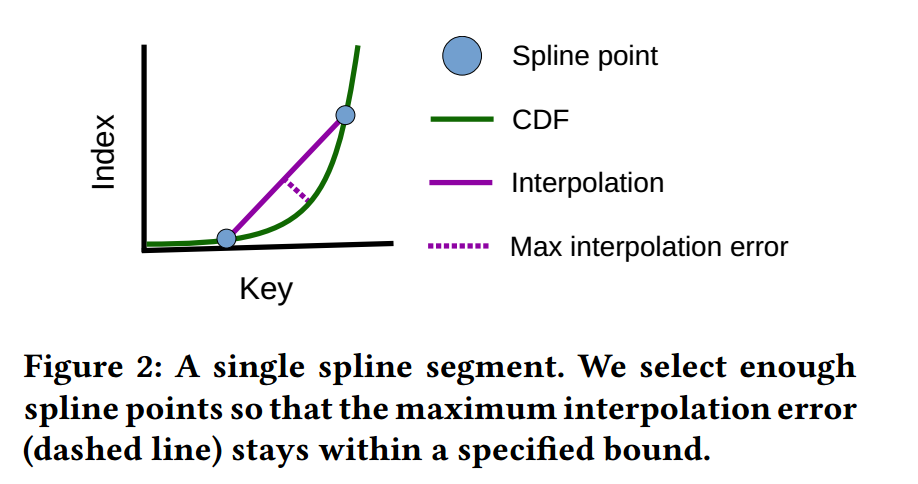 Index
Key
Spline point
CDF
Interpolation
Max interpolation error
Figure 2: A single spline segment. We select enough
spline points so that the maximum interpolation error
(dashed line) stays within a specified bound.